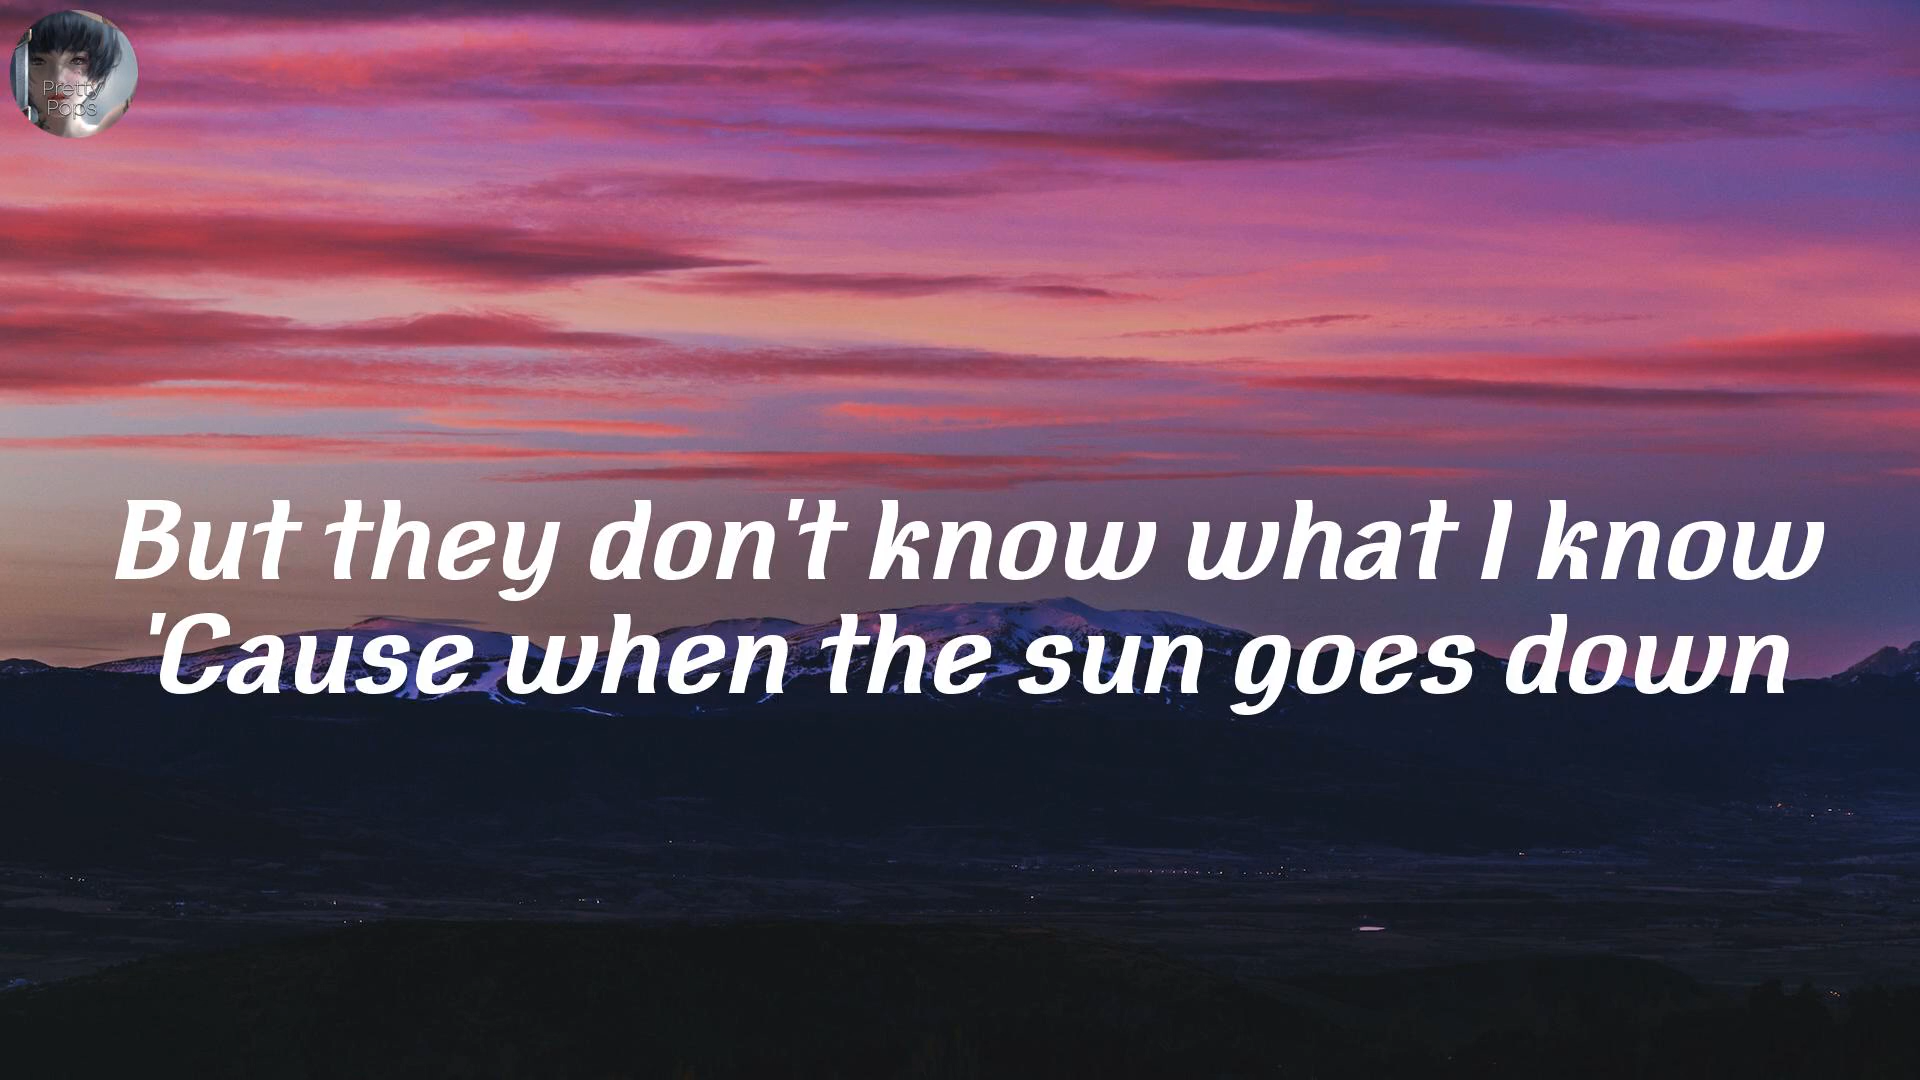 Pretty
Pops
But they don't know what I know
'Cause when the sun goes down